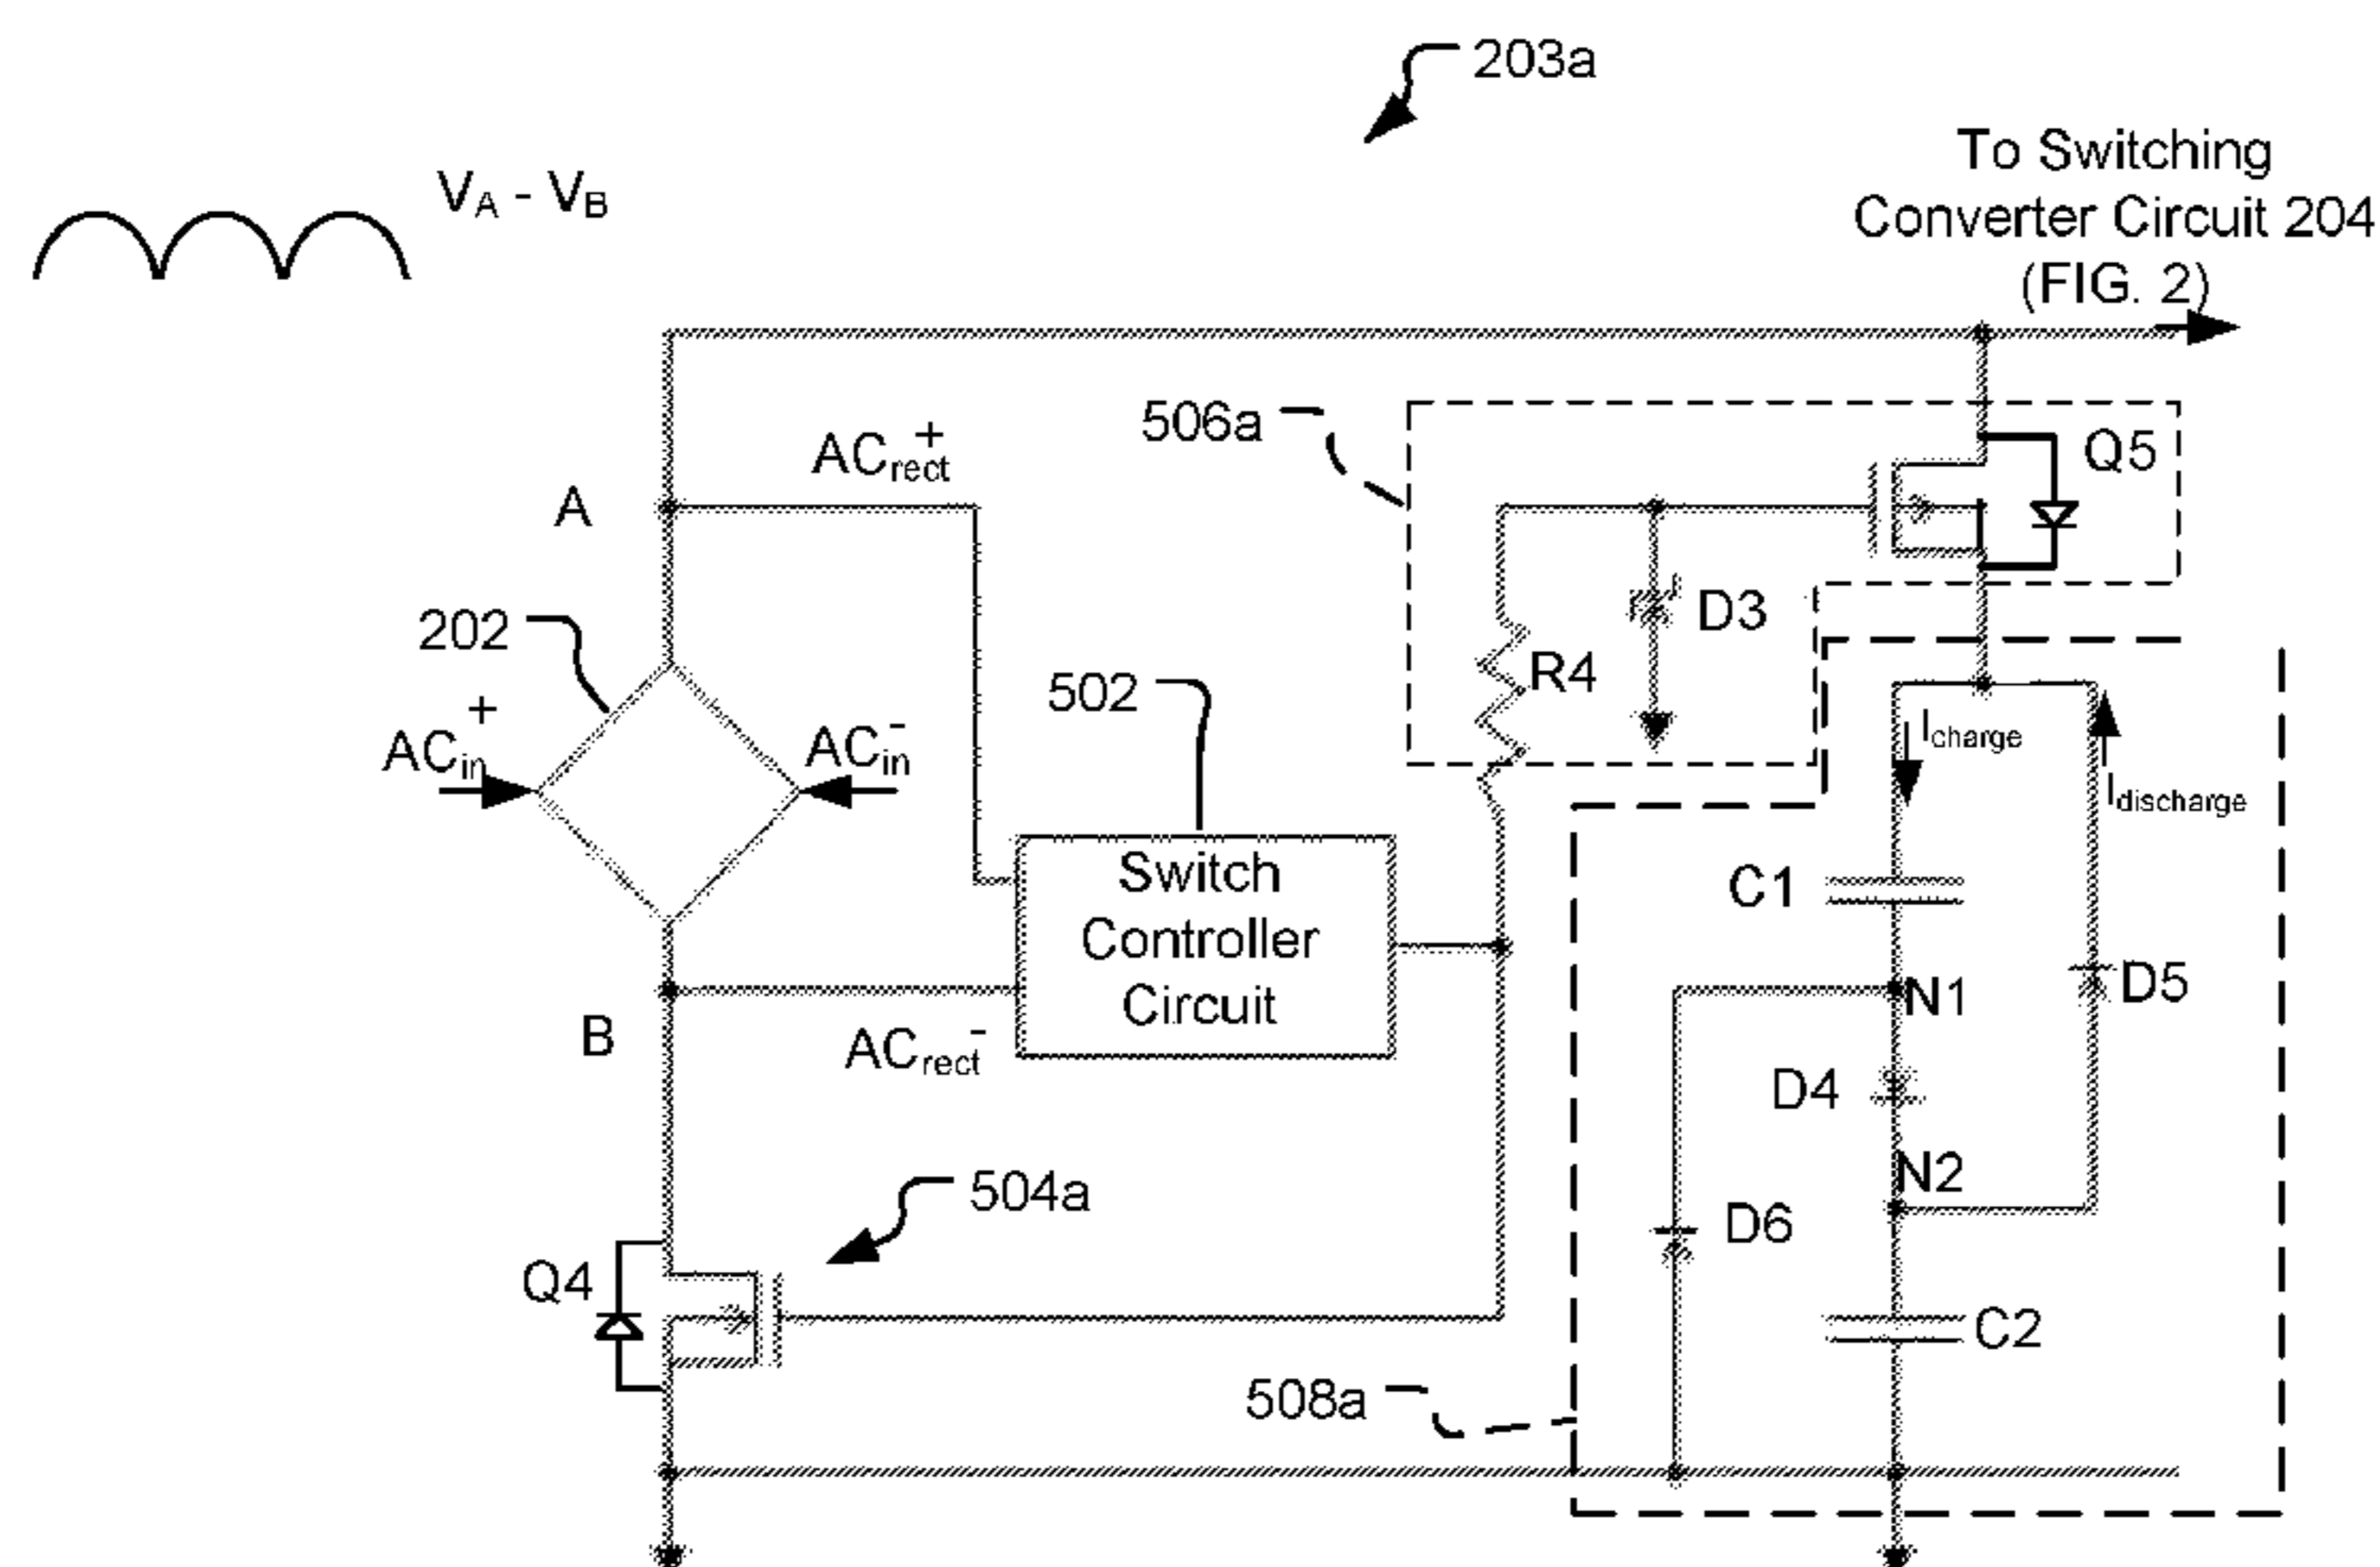 203a
To Switching
Converter Circuit 204
(FIG. 2)
VA - VB
506a
Q5
ACrect+
A
D3
202
R4
502
ACin+
ACin-
Icharge
Idischarge
Switch
Controller
Circuit
C1
N1
D5
B
ACrect-
D4
N2
504a
D6
Q4
C2
508a